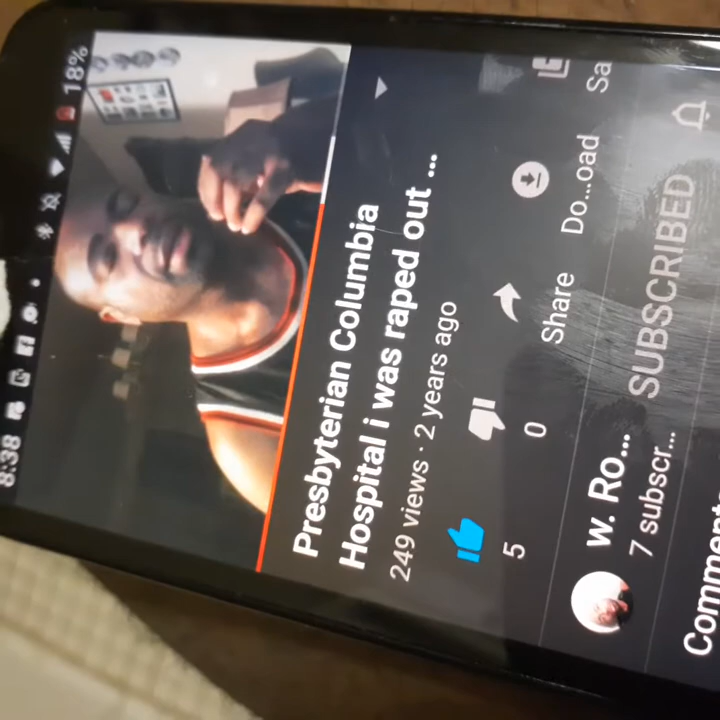 8:38
18%
Presbyterian Columbia
Hospital i was raped out ...
249 views · 2 years ago
5
0
Share
Do...oad
Sa
w. Ro...
7 subscr...
SUBSCRIBED
Comment